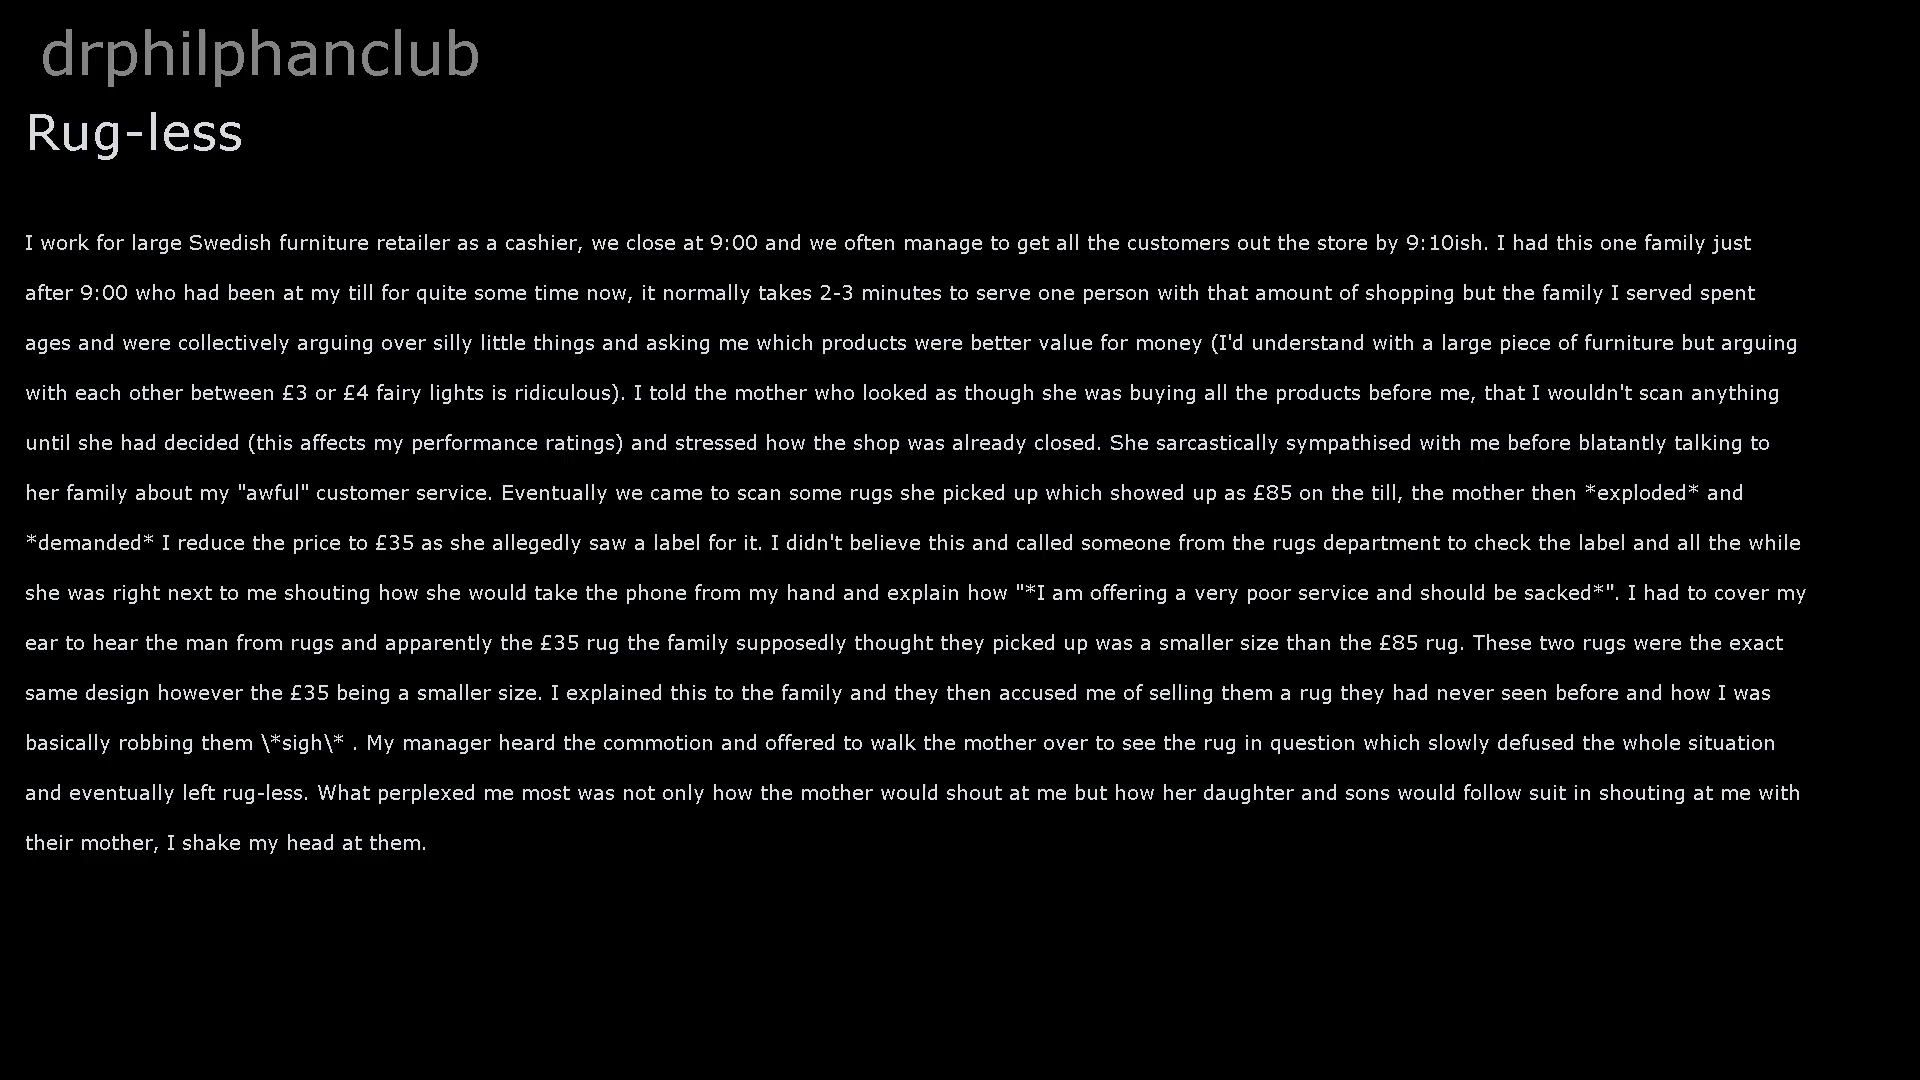 drphilphanclub
Rug-less
I work for large Swedish furniture retailer as a cashier, we close at 9:00 and we often manage to get all the customers out the store by 9:10ish. I had this one family just
after 9:00 who had been at my till for quite some time now, it normally takes 2-3 minutes to serve one person with that amount of shopping but the family I served spent
ages and were collectively arguing over silly little things and asking me which products were better value for money (I'd understand with a large piece of furniture but arguing
with each other between £3 or £4 fairy lights is ridiculous). I told the mother who looked as though she was buying all the products before me, that I wouldn't scan anything
until she had decided (this affects my performance ratings) and stressed how the shop was already closed. She sarcastically sympathised with me before blatantly talking to
her family about my "awful" customer service. Eventually we came to scan some rugs she picked up which showed up as £85 on the till, the mother then *exploded* and
*demanded* I reduce the price to £35 as she allegedly saw a label for it. I didn't believe this and called someone from the rugs department to check the label and all the while
she was right next to me shouting how she would take the phone from my hand and explain how "*I am offering a very poor service and should be sacked*". I had to cover my
ear to hear the man from rugs and apparently the £35 rug the family supposedly thought they picked up was a smaller size than the £85 rug. These two rugs were the exact
same design however the £35 being a smaller size. I explained this to the family and they then accused me of selling them a rug they had never seen before and how I was
basically robbing them \*sigh\* . My manager heard the commotion and offered to walk the mother over to see the rug in question which slowly defused the whole situation
and eventually left rug-less. What perplexed me most was not only how the mother would shout at me but how her daughter and sons would follow suit in shouting at me with
their mother, I shake my head at them.